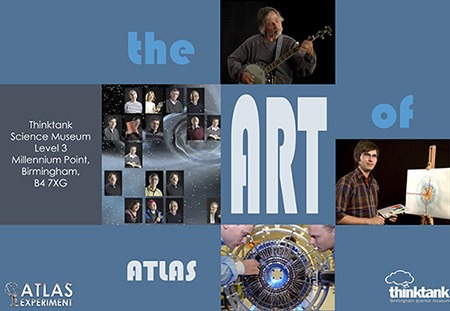 the
ART
of
ATLAS
Thinktank
Science Museum
Level 3
Millennium Point,
Birmingham,
B4 7XG
ATLAS
EXPERIMENT
thinktank
birmingham science museum